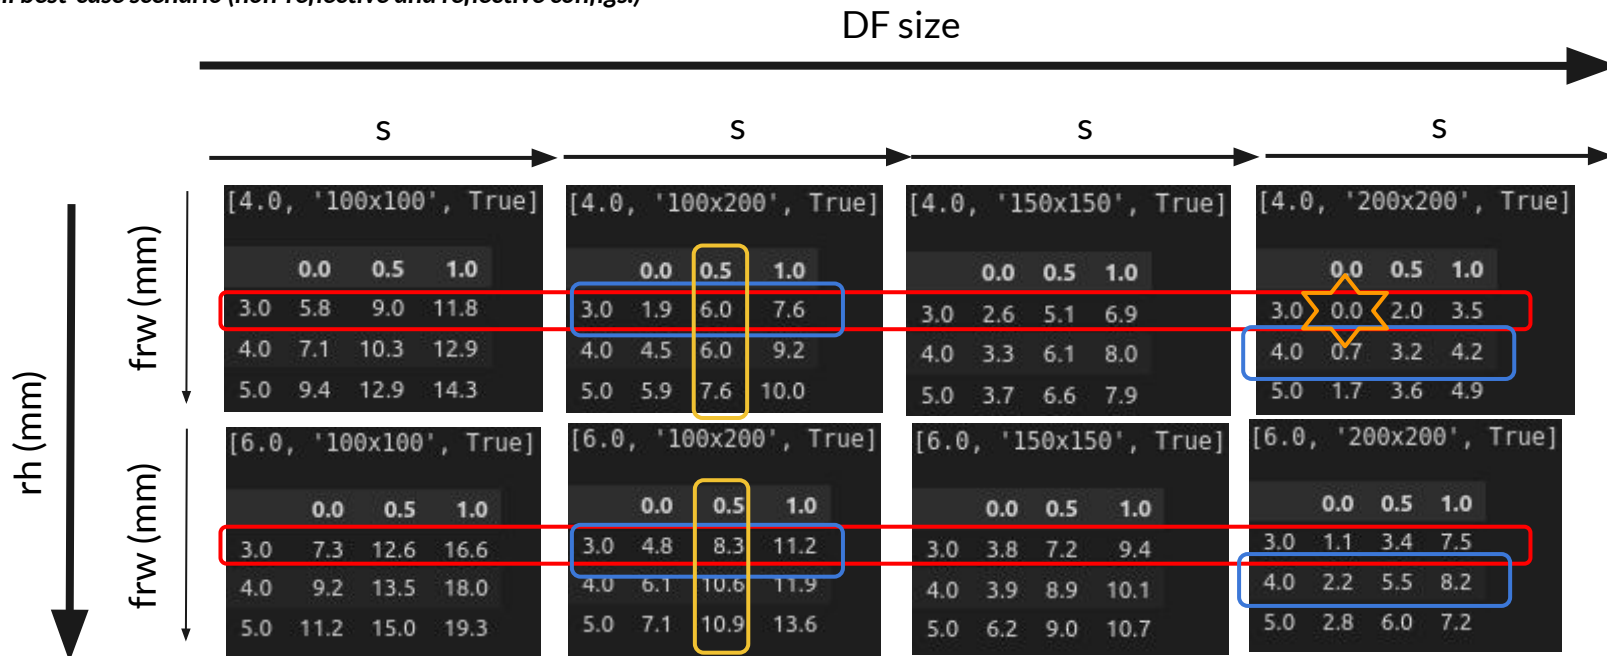 best-case scenario (non-reflective and reflective configs.)
DF size
s s s s
rh (mm)
frw (mm)
[4.0, '100x100', True]
0.0 0.5 1.0
3.0 5.8 9.0 11.8
4.0 7.1 10.3 12.9
5.0 9.4 12.9 14.3
[4.0, '100x200', True]
0.0 0.5 1.0
3.0 1.9 6.0 7.6
4.0 4.5 6.0 9.2
5.0 5.9 7.6 10.0
[4.0, '150x150', True]
0.0 0.5 1.0
3.0 2.6 5.1 6.9
4.0 3.3 6.1 8.0
5.0 3.7 6.6 7.9
[4.0, '200x200', True]
0.0 0.5 1.0
3.0 0.0 2.0 3.5
4.0 0.7 3.2 4.2
5.0 1.7 3.6 4.9
frw (mm)
[6.0, '100x100', True]
0.0 0.5 1.0
3.0 7.3 12.6 16.6
4.0 9.2 13.5 18.0
5.0 11.2 15.0 19.3
[6.0, '100x200', True]
0.0 0.5 1.0
3.0 4.8 8.3 11.2
4.0 6.1 10.6 11.9
5.0 7.1 10.9 13.6
[6.0, '150x150', True]
0.0 0.5 1.0
3.0 3.8 7.2 9.4
4.0 3.9 8.9 10.1
5.0 6.2 9.0 10.7
[6.0, '200x200', True]
0.0 0.5 1.0
3.0 1.1 3.4 7.5
4.0 2.2 5.5 8.2
5.0 2.8 6.0 7.2